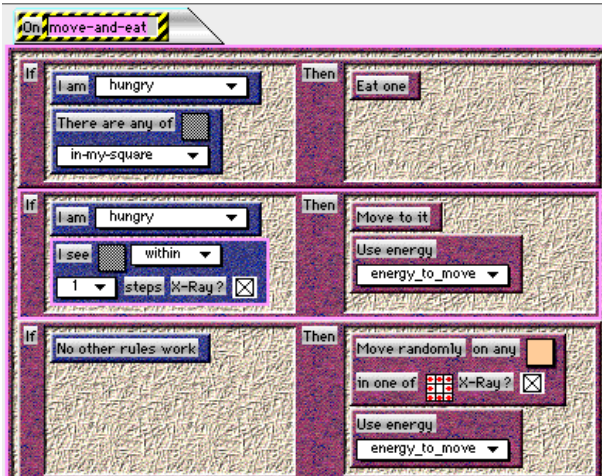 On move-and-eat
If
I am hungry
There are any of
in-my-square
Then
Eat one
If
I am hungry
I see within
1 steps X-Ray?
Then
Move to it
Use energy
energy_to_move
If
No other rules work
Then
Move randomly on any
in one of X-Ray?
Use energy
energy_to_move